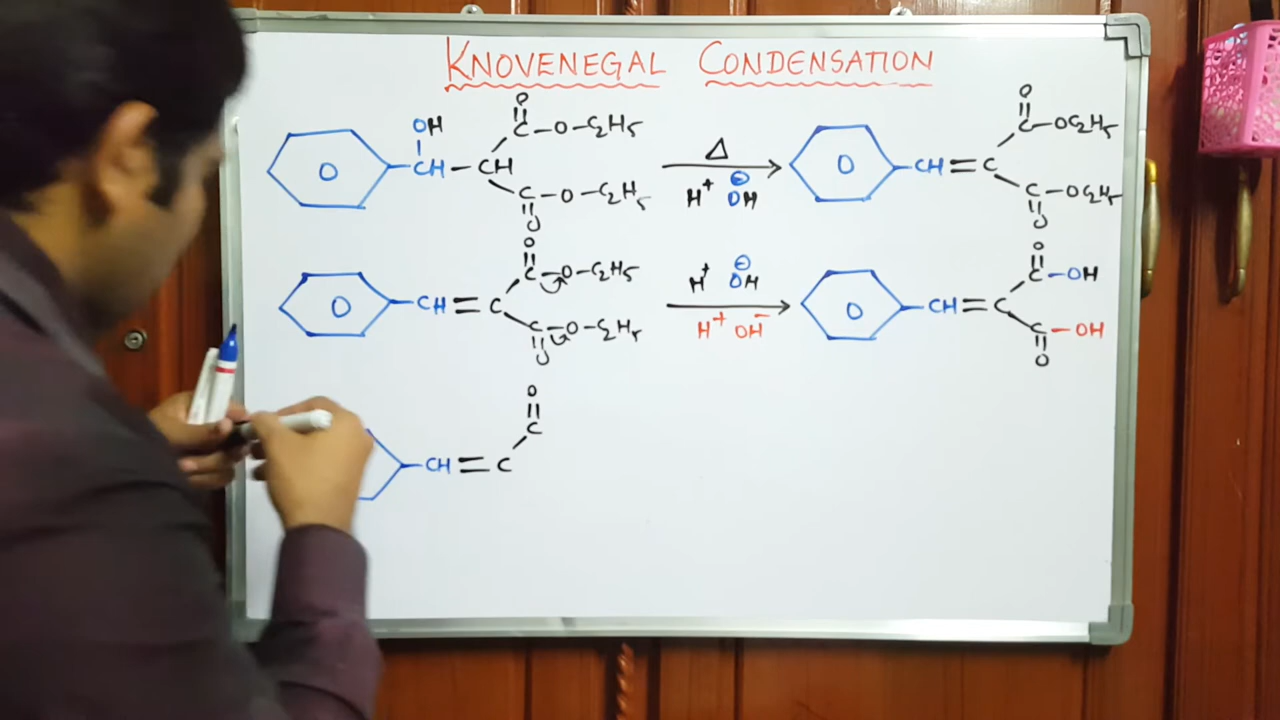 KNOVENEGAL CONDENSATION
O
OH
C-O-C2H5
O CH-CH
C-O-C2H5
O
Δ
H+ OH⊖
O
C-OC2H5
O CH=C
C-OC2H5
O
O
C-O-C2H5
O CH=C
C-O-C2H5
O
H+ OH⊖
H+ OH-
O
C-OH
O CH=C
C-OH
O
O
C
CH=C